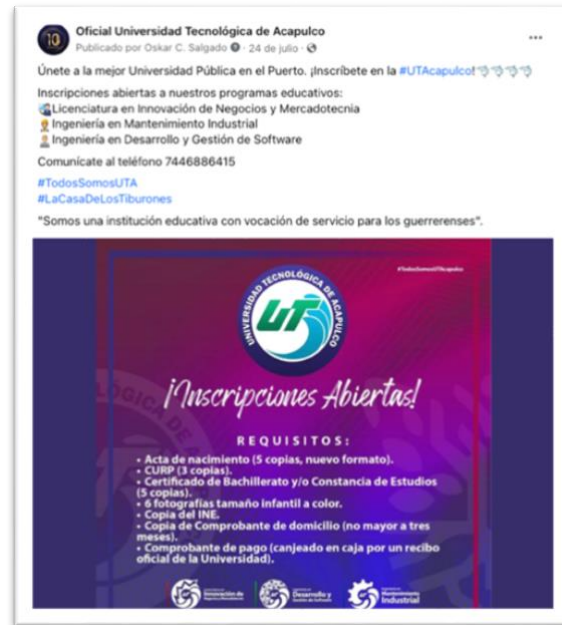 Oficial Universidad Tecnológica de Acapulco
Publicado por Oskar C. Salgado · 24 de julio ·
Únete a la mejor Universidad Pública en el Puerto. ¡Inscríbete en la #UTAcapulco!
Inscripciones abiertas a nuestros programas educativos:
Licenciatura en Innovación de Negocios y Mercadotecnia
Ingeniería en Mantenimiento Industrial
Ingeniería en Desarrollo y Gestión de Software
Comunícate al teléfono 7446886415
#TodosSomosUTA
#LaCasaDeLosTiburones
"Somos una institución educativa con vocación de servicio para los guerrerenses".
#TodosSomosUTAcapulco
UNIVERSIDAD TECNOLÓGICA DE ACAPULCO
UT
¡Inscripciones Abiertas!
REQUISITOS:
• Acta de nacimiento (5 copias, nuevo formato).
• CURP (3 copias).
• Certificado de Bachillerato y/o Constancia de Estudios
(5 copias).
• 6 fotografías tamaño infantil a color.
• Copia del INE.
• Copia de Comprobante de domicilio (no mayor a tres
meses).
• Comprobante de pago (canjeado en caja por un recibo
oficial de la Universidad).
Innovación de
Desarrollo y
Gestión de Software
Mantenimiento
Industrial